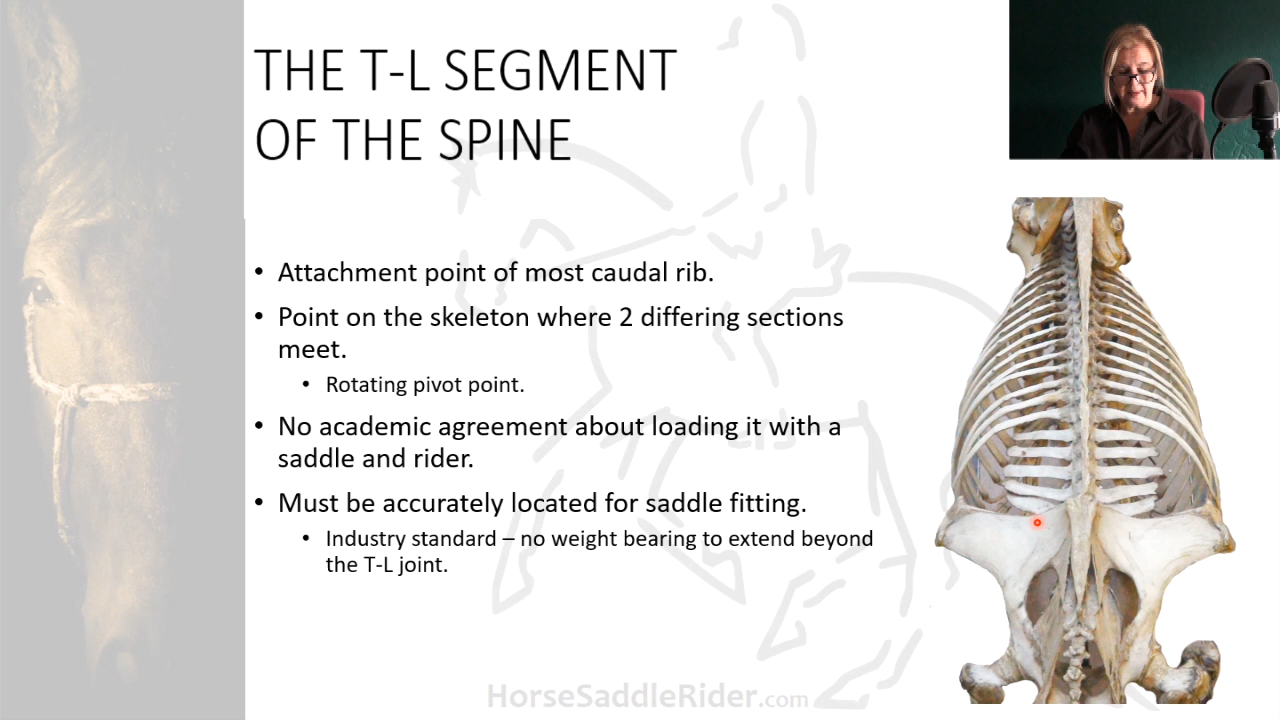 THE T-L SEGMENT
OF THE SPINE
• Attachment point of most caudal rib.
• Point on the skeleton where 2 differing sections
meet.
• Rotating pivot point.
• No academic agreement about loading it with a
saddle and rider.
• Must be accurately located for saddle fitting.
• Industry standard – no weight bearing to extend beyond
the T-L joint.
HorseSaddleRider.com